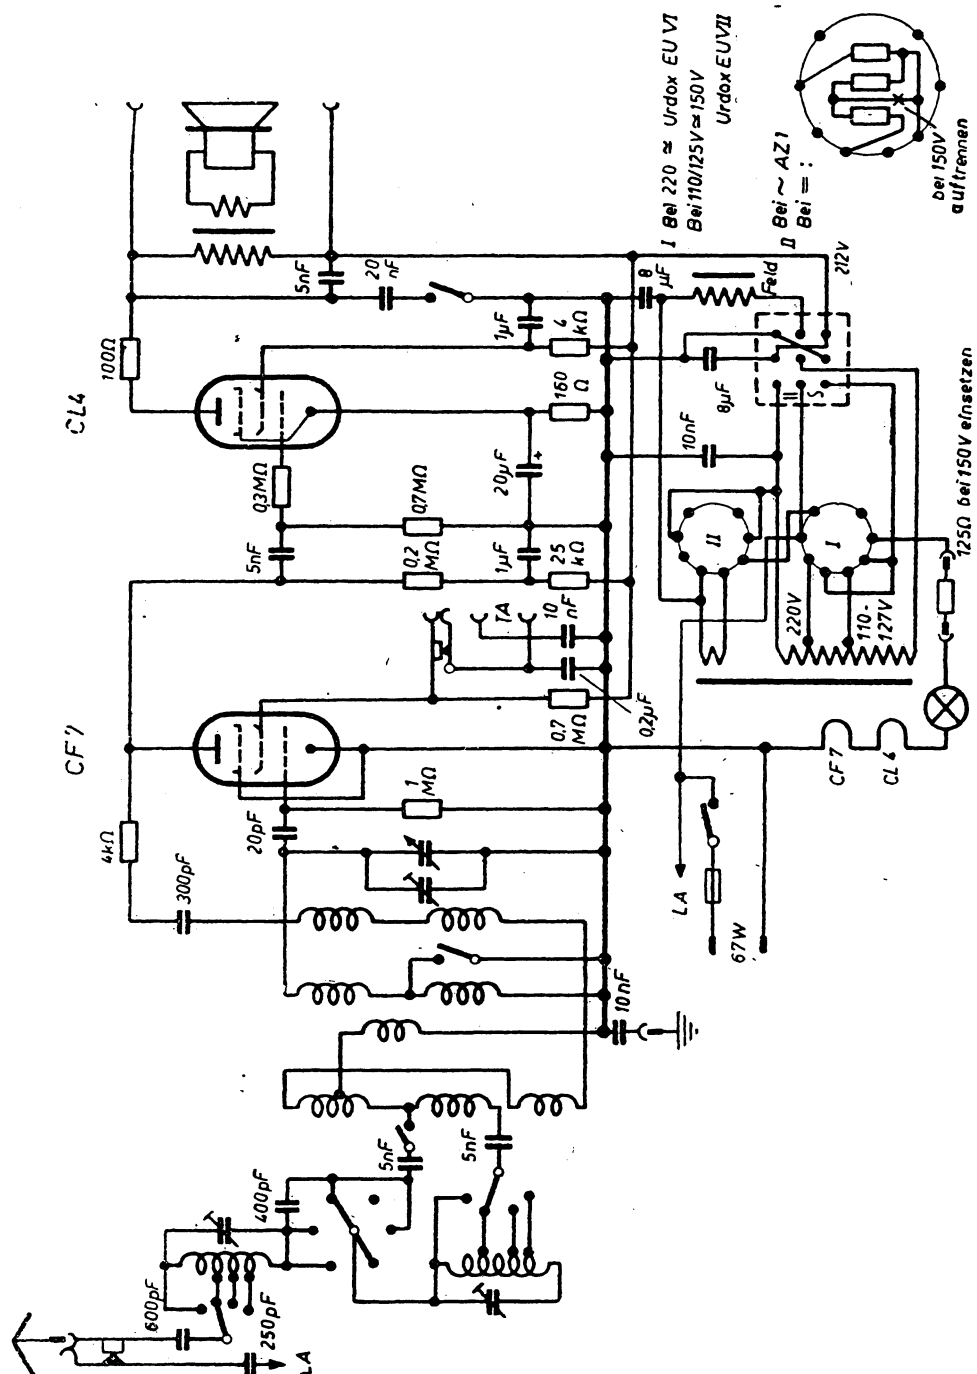 CL4
CF7
100Ω
4kΩ
5nF
20 nF
1µF
4 kΩ
8 µF
Feld
160 Ω
8µF
212V
0,3MΩ
20µF
+
10nF
0,7MΩ
5nF
0,2 MΩ
1µF
25 kΩ
II
I
S
=
TA
10 nF
220V
110-
127V
0,7 MΩ
0,2µF
125Ω bei 150V einsetzen
CF7
CL4
20pF
1 MΩ
300pF
LA
67W
10nF
400pF
5nF
5nF
600pF
250pF
LA
I Bei 220 ≂ Urdox EU VI
Bei 110/125V ≂ 150V
Urdox EU VII
II Bei ~ AZ1
Bei = :
bei 150V
auftrennen